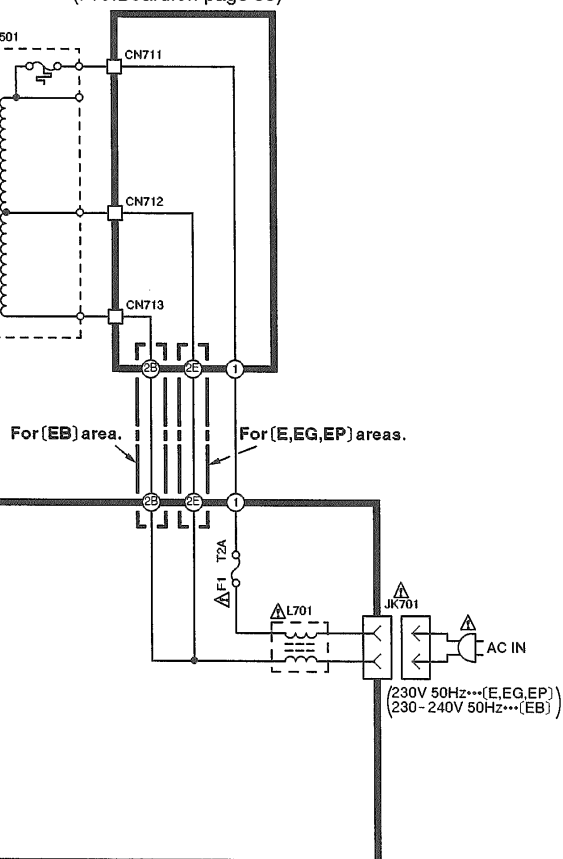 501
CN711
CN712
CN713
2B 2E 1
For (EB) area.
For (E,EG,EP) areas.
2B 2E 1
F1 T2A
L701
JK701
AC IN
(230V 50Hz•••(E,EG,EP)
230~240V 50Hz•••(EB))